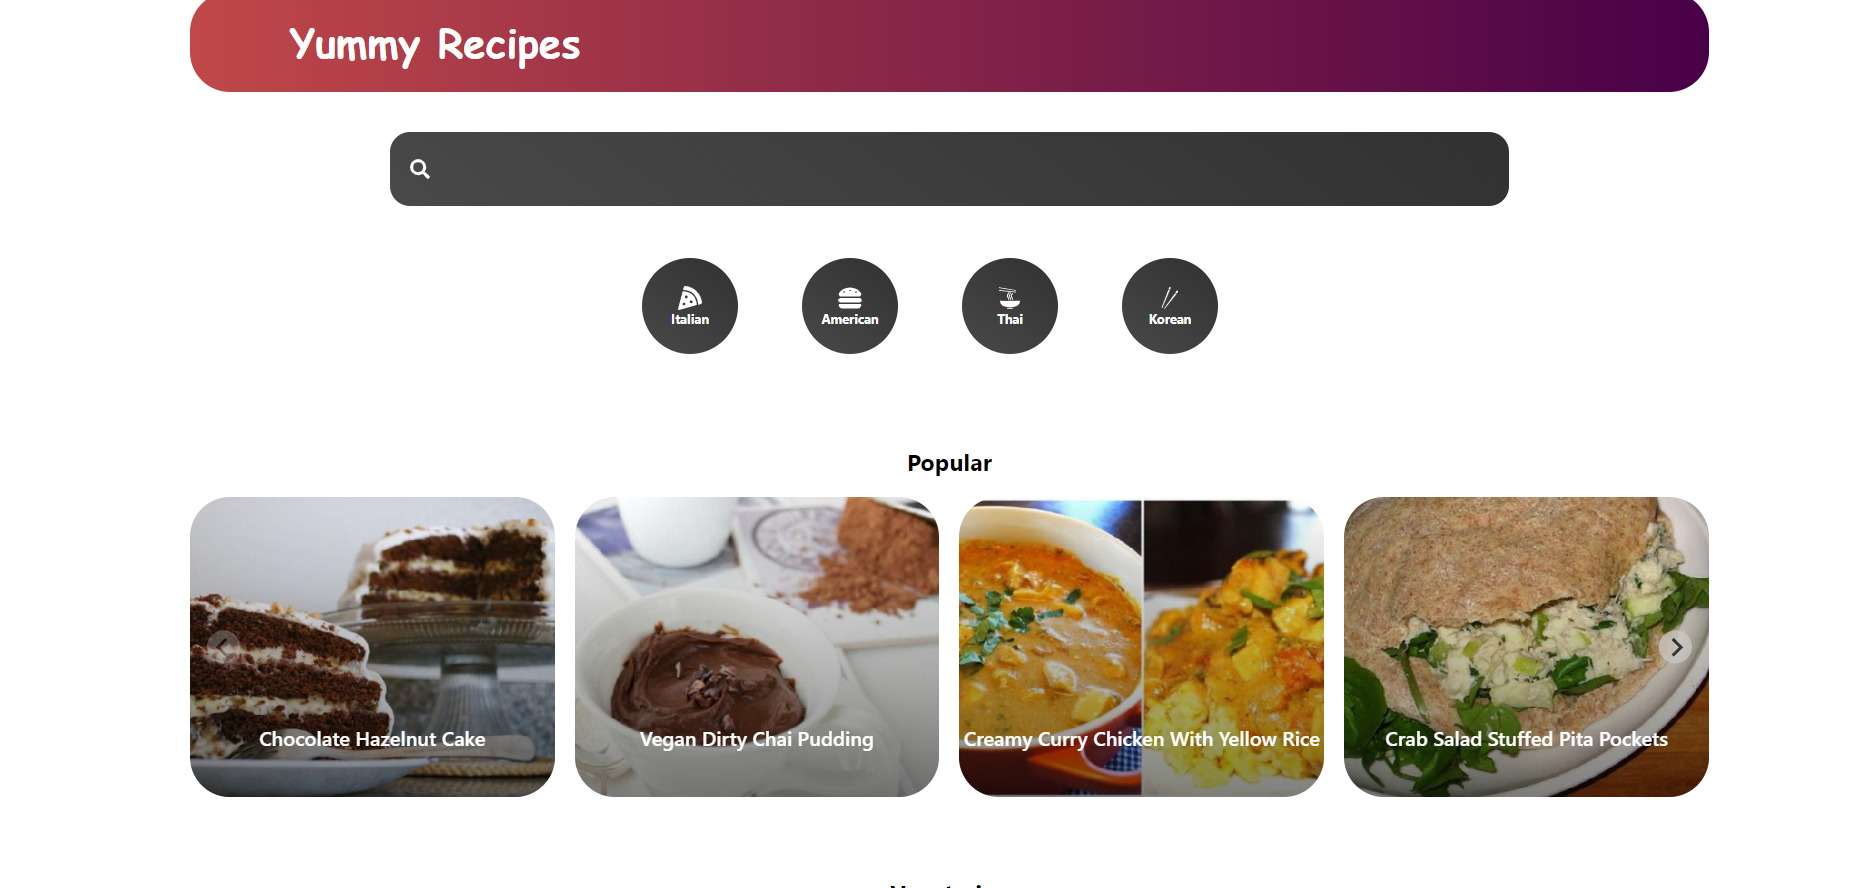 Yummy Recipes
Italian
American
Thai
Korean
Popular
Chocolate Hazelnut Cake
Vegan Dirty Chai Pudding
Creamy Curry Chicken With Yellow Rice
Crab Salad Stuffed Pita Pockets